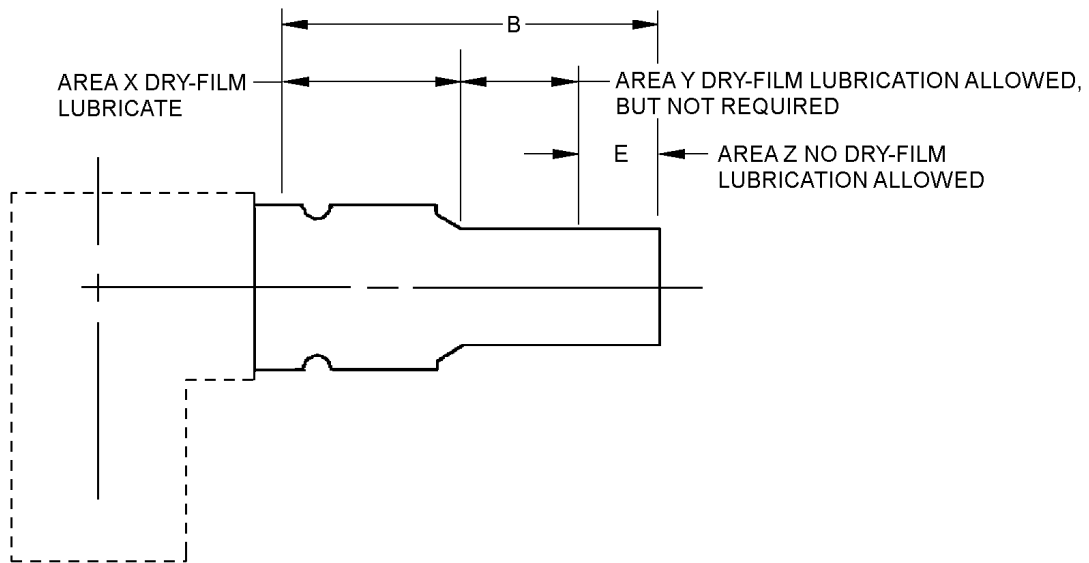 B
AREA X DRY-FILM
LUBRICATE
AREA Y DRY-FILM LUBRICATION ALLOWED,
BUT NOT REQUIRED
E
AREA Z NO DRY-FILM
LUBRICATION ALLOWED